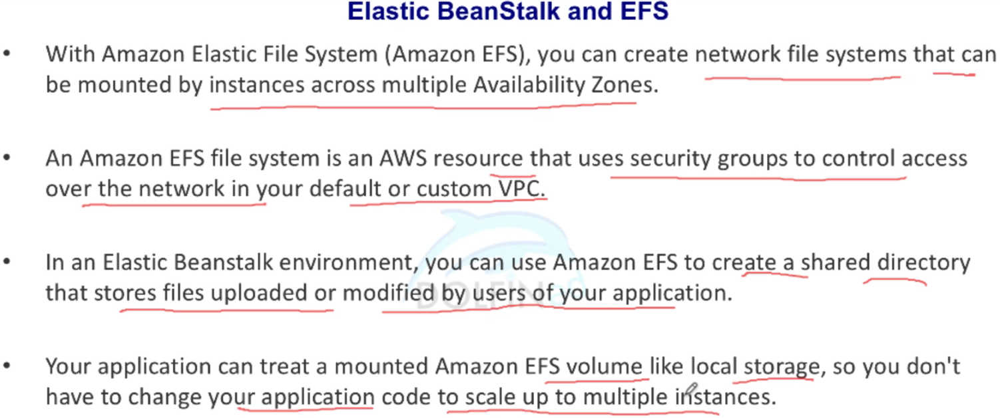 Elastic BeanStalk and EFS
• With Amazon Elastic File System (Amazon EFS), you can create network file systems that can
be mounted by instances across multiple Availability Zones.
• An Amazon EFS file system is an AWS resource that uses security groups to control access
over the network in your default or custom VPC.
• In an Elastic Beanstalk environment, you can use Amazon EFS to create a shared directory
that stores files uploaded or modified by users of your application.
DOLFIN
• Your application can treat a mounted Amazon EFS volume like local storage, so you don't
have to change your application code to scale up to multiple instances.